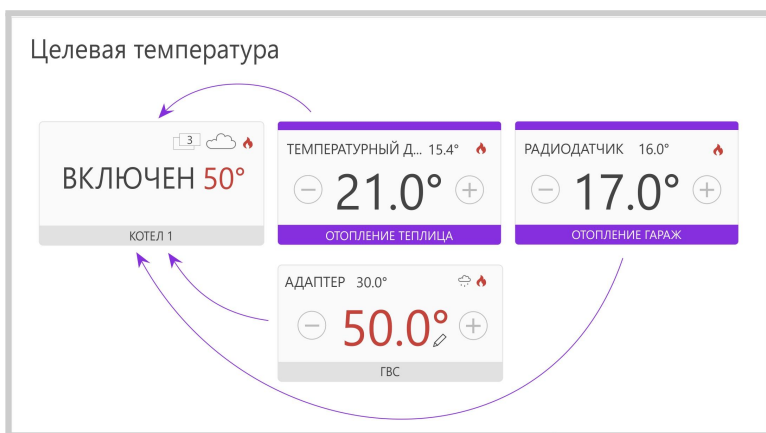 Целевая температура
3
ВКЛЮЧЕН 50°
КОТЕЛ 1
ТЕМПЕРАТУРНЫЙ Д... 15.4°
21.0°
ОТОПЛЕНИЕ ТЕПЛИЦА
РАДИОДАТЧИК 16.0°
17.0°
ОТОПЛЕНИЕ ГАРАЖ
АДАПТЕР 30.0°
50.0°
ГВС